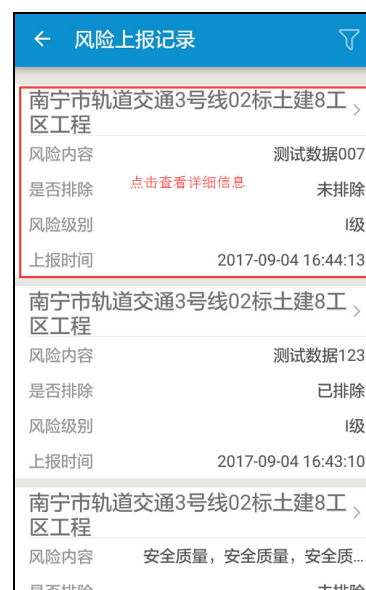 风险上报记录
南宁市轨道交通3号线02标土建8工
区工程
风险内容 测试数据007
是否排除 点击查看详细信息 未排除
风险级别 I级
上报时间 2017-09-04 16:44:13
南宁市轨道交通3号线02标土建8工
区工程
风险内容 测试数据123
是否排除 已排除
风险级别 I级
上报时间 2017-09-04 16:43:10
南宁市轨道交通3号线02标土建8工
区工程
风险内容 安全质量，安全质量，安全质...
是否排除 未排除